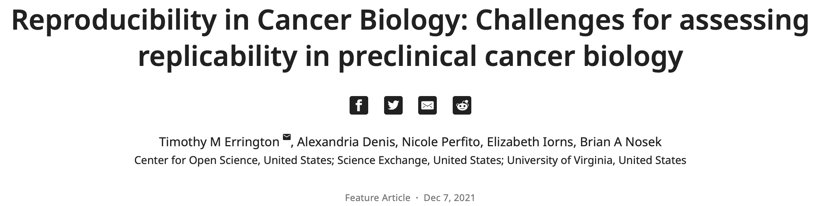 Reproducibility in Cancer Biology: Challenges for assessing
replicability in preclinical cancer biology
Timothy M Errington, Alexandria Denis, Nicole Perfito, Elizabeth Iorns, Brian A Nosek
Center for Open Science, United States; Science Exchange, United States; University of Virginia, United States
Feature Article · Dec 7, 2021